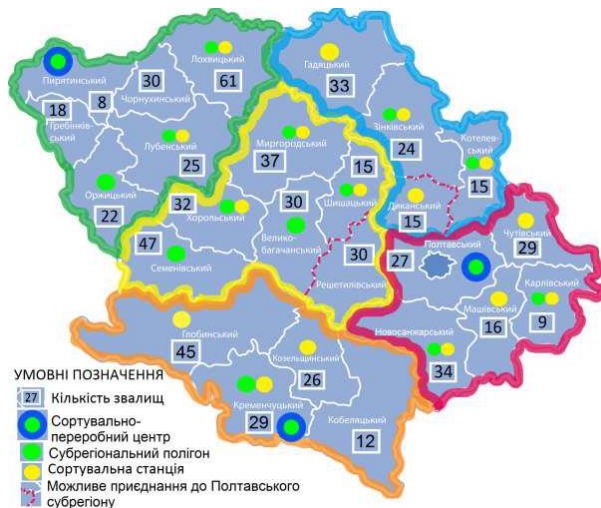 Пирятинський
18
8
Гребінків-
ський
30
Чорнухинський
Лохвицький
61
Лубенський
25
Оржицький
22
Гадяцький
33
Зінківський
24
Котелев-
ський
15
Диканський
15
Миргородський
37
15
Шишацький
32
Хорольський
30
Велико-
багачанський
47
Семенівський
30
Решетилівський
Полтавський
27
Чутівський
29
Карлівський
9
Машівський
16
Новосанжарський
34
Глобинський
45
Козельщинський
26
Кременчуцький
29
Кобеляцький
12
УМОВНІ ПОЗНАЧЕННЯ
27 Кількість звалищ
Сортувально-
переробний центр
Субрегіональний полігон
Сортувальна станція
Можливе приєднання до Полтавського
субрегіону